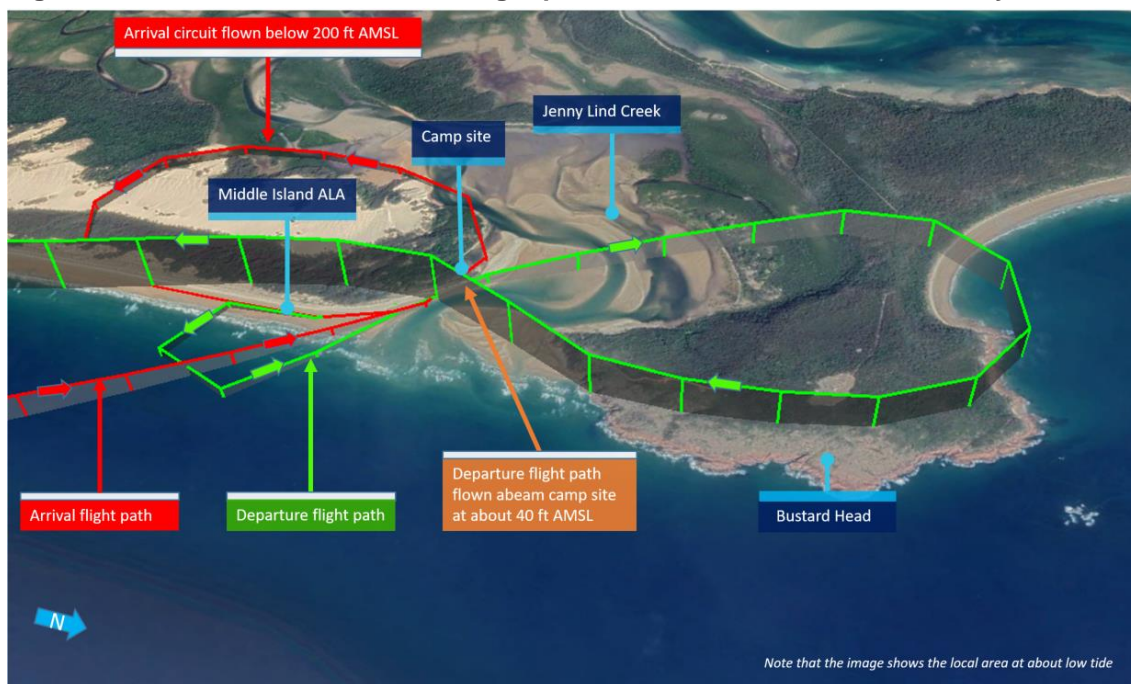 Arrival circuit flown below 200 ft AMSL
Jenny Lind Creek
Camp site
Middle Island ALA
Departure flight path
flown abeam camp site
at about 40 ft AMSL
Arrival flight path
Departure flight path
Bustard Head
N
Note that the image shows the local area at about low tide